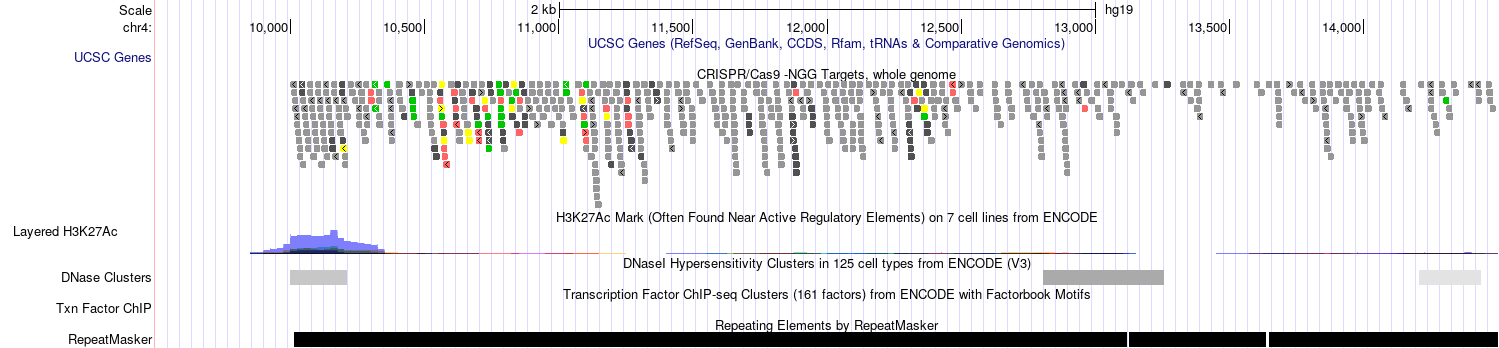 Scale 2 kb hg19
chr4: 10,000 10,500 11,000 11,500 12,000 12,500 13,000 13,500 14,000
UCSC Genes (RefSeq, GenBank, CCDS, Rfam, tRNAs & Comparative Genomics)
UCSC Genes
CRISPR/Cas9 -NGG Targets, whole genome
H3K27Ac Mark (Often Found Near Active Regulatory Elements) on 7 cell lines from ENCODE
Layered H3K27Ac
DNaseI Hypersensitivity Clusters in 125 cell types from ENCODE (V3)
DNase Clusters
Transcription Factor ChIP-seq Clusters (161 factors) from ENCODE with Factorbook Motifs
Txn Factor ChIP
Repeating Elements by RepeatMasker
RepeatMasker